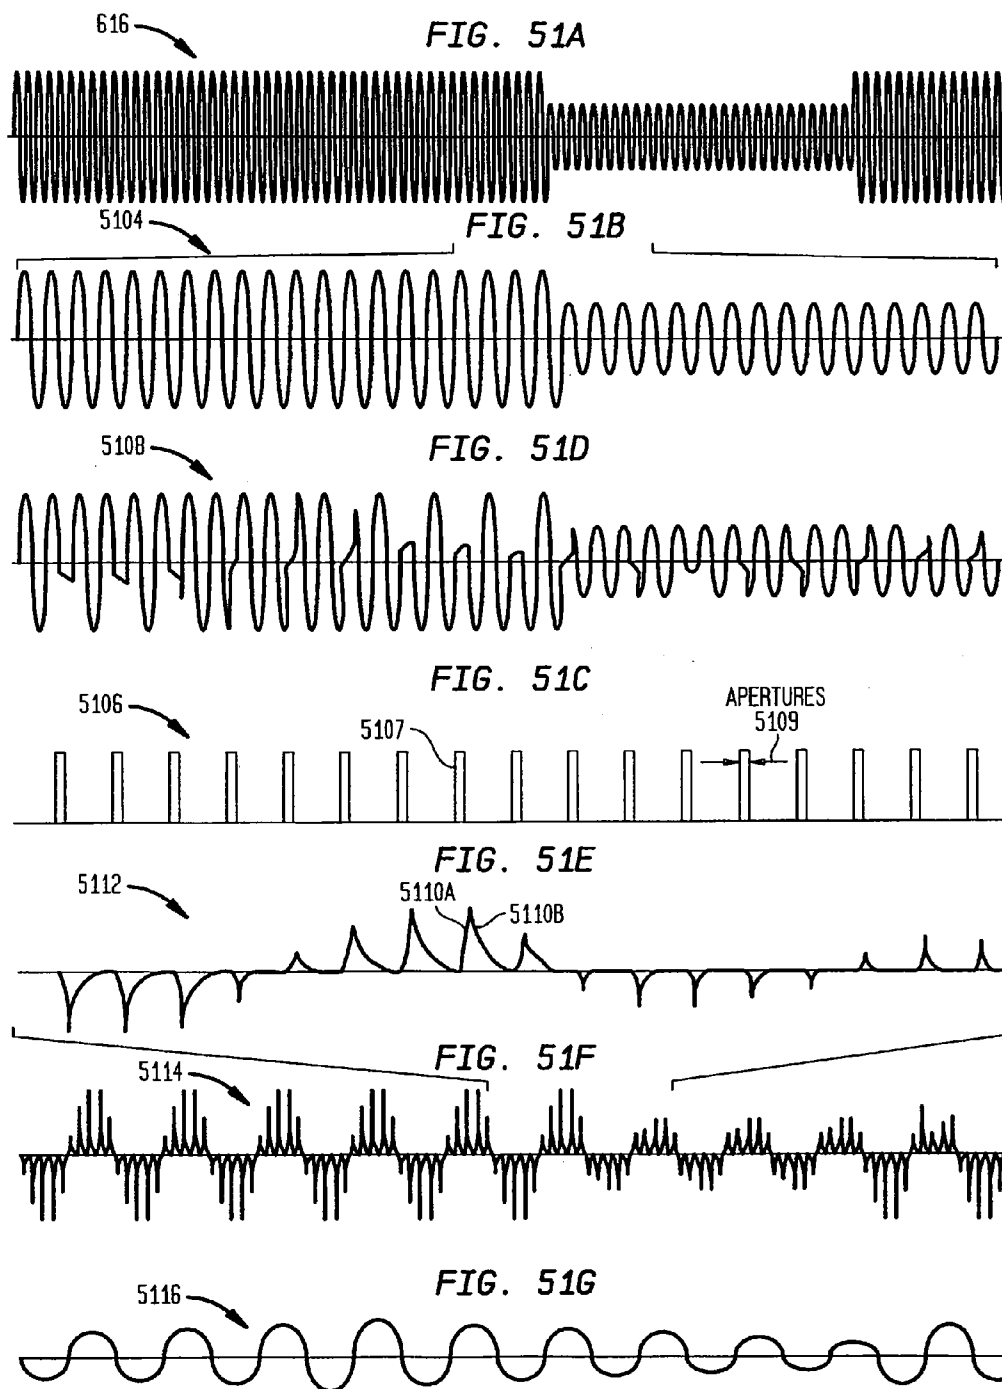 616
FIG. 51A
5104
FIG. 51B
5108
FIG. 51D
FIG. 51C
5106
5107
APERTURES
5109
FIG. 51E
5112
5110A
5110B
FIG. 51F
5114
FIG. 51G
5116